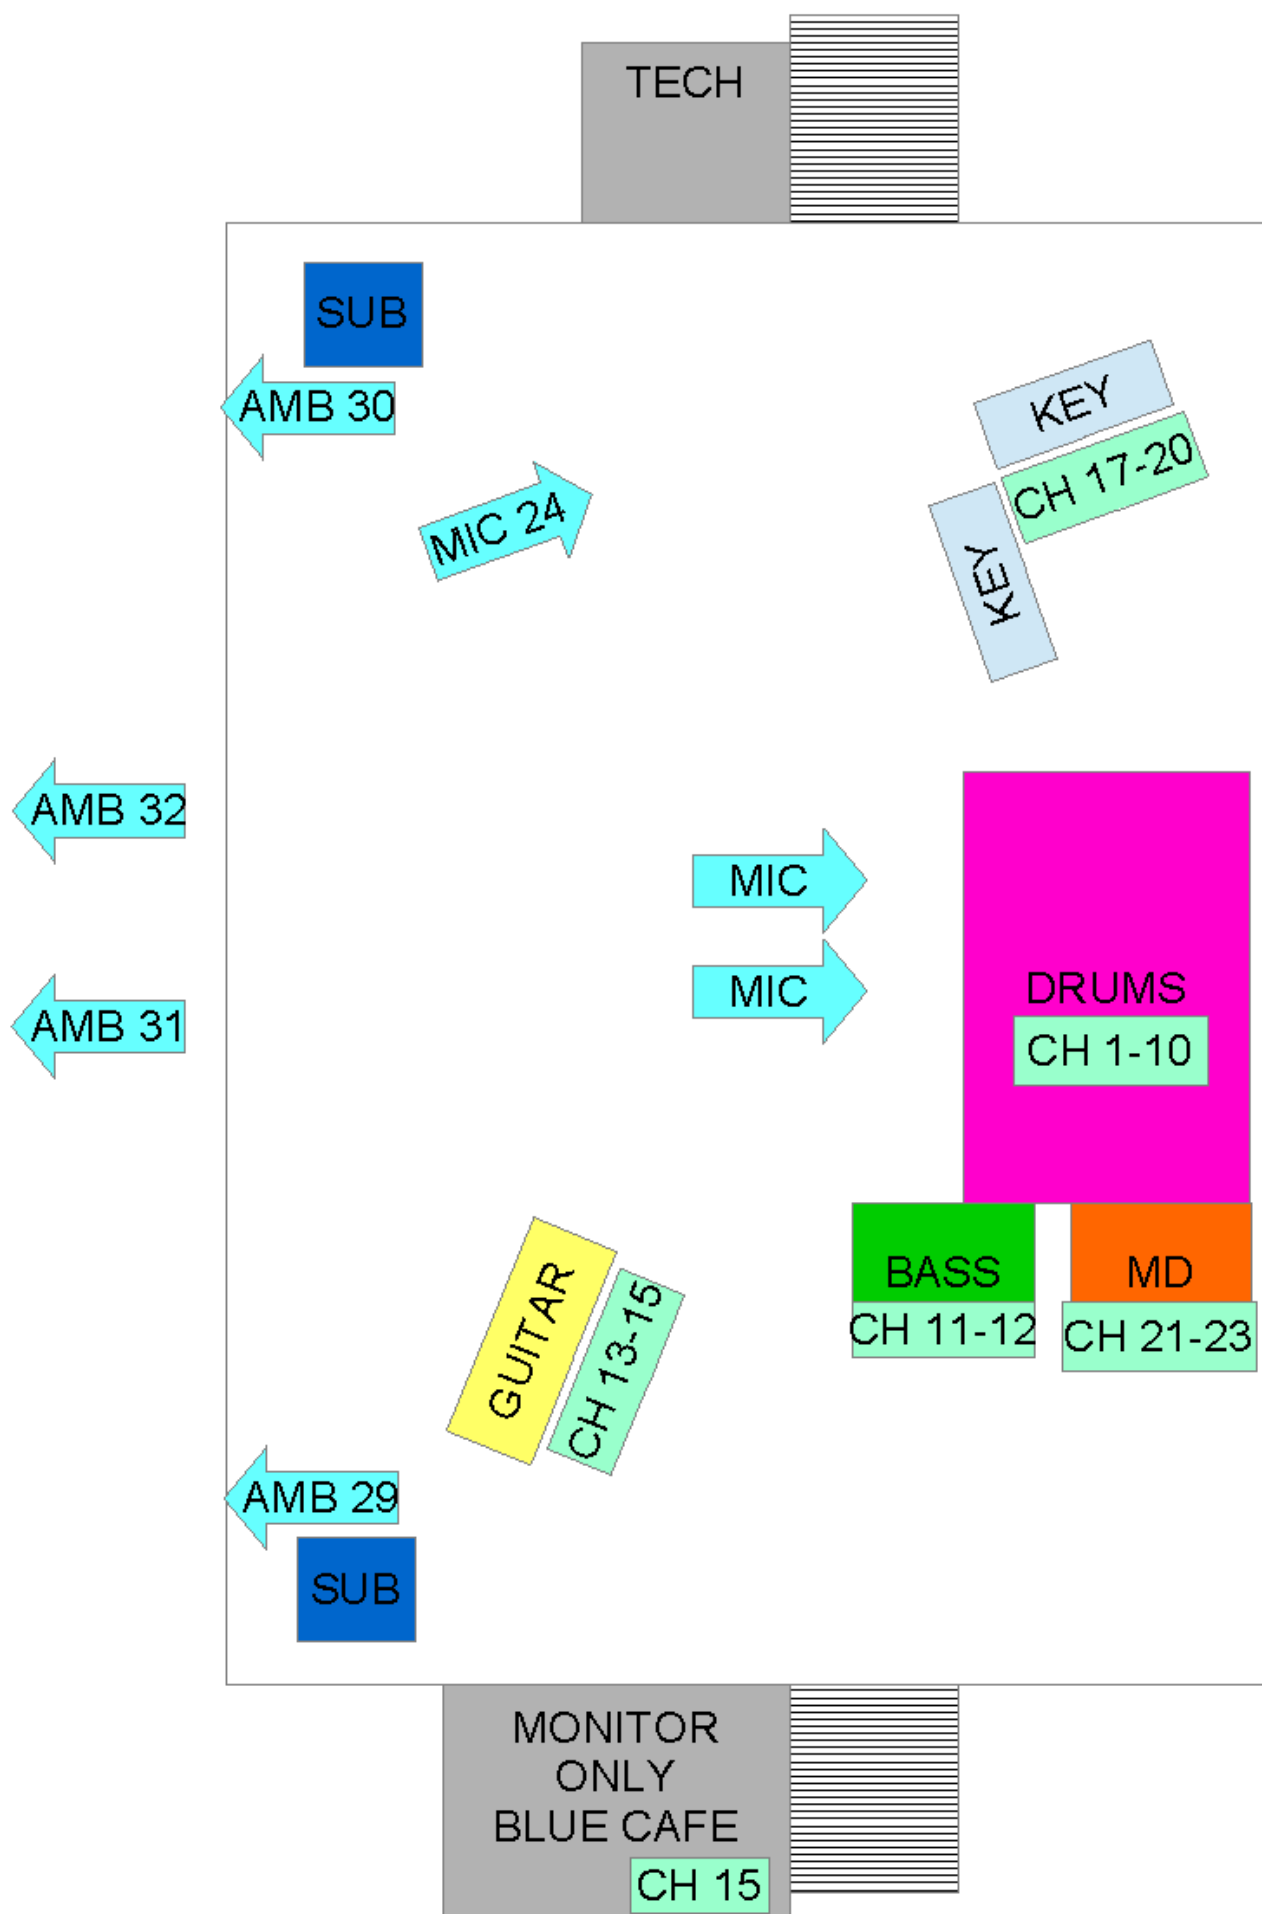 TECH
SUB
AMB 30
KEY
CH 17-20
MIC 24
KEY
AMB 32
MIC
MIC
AMB 31
DRUMS
CH 1-10
BASS
MD
CH 11-12
CH 21-23
GUITAR
CH 13-15
AMB 29
SUB
MONITOR
ONLY
BLUE CAFE
CH 15